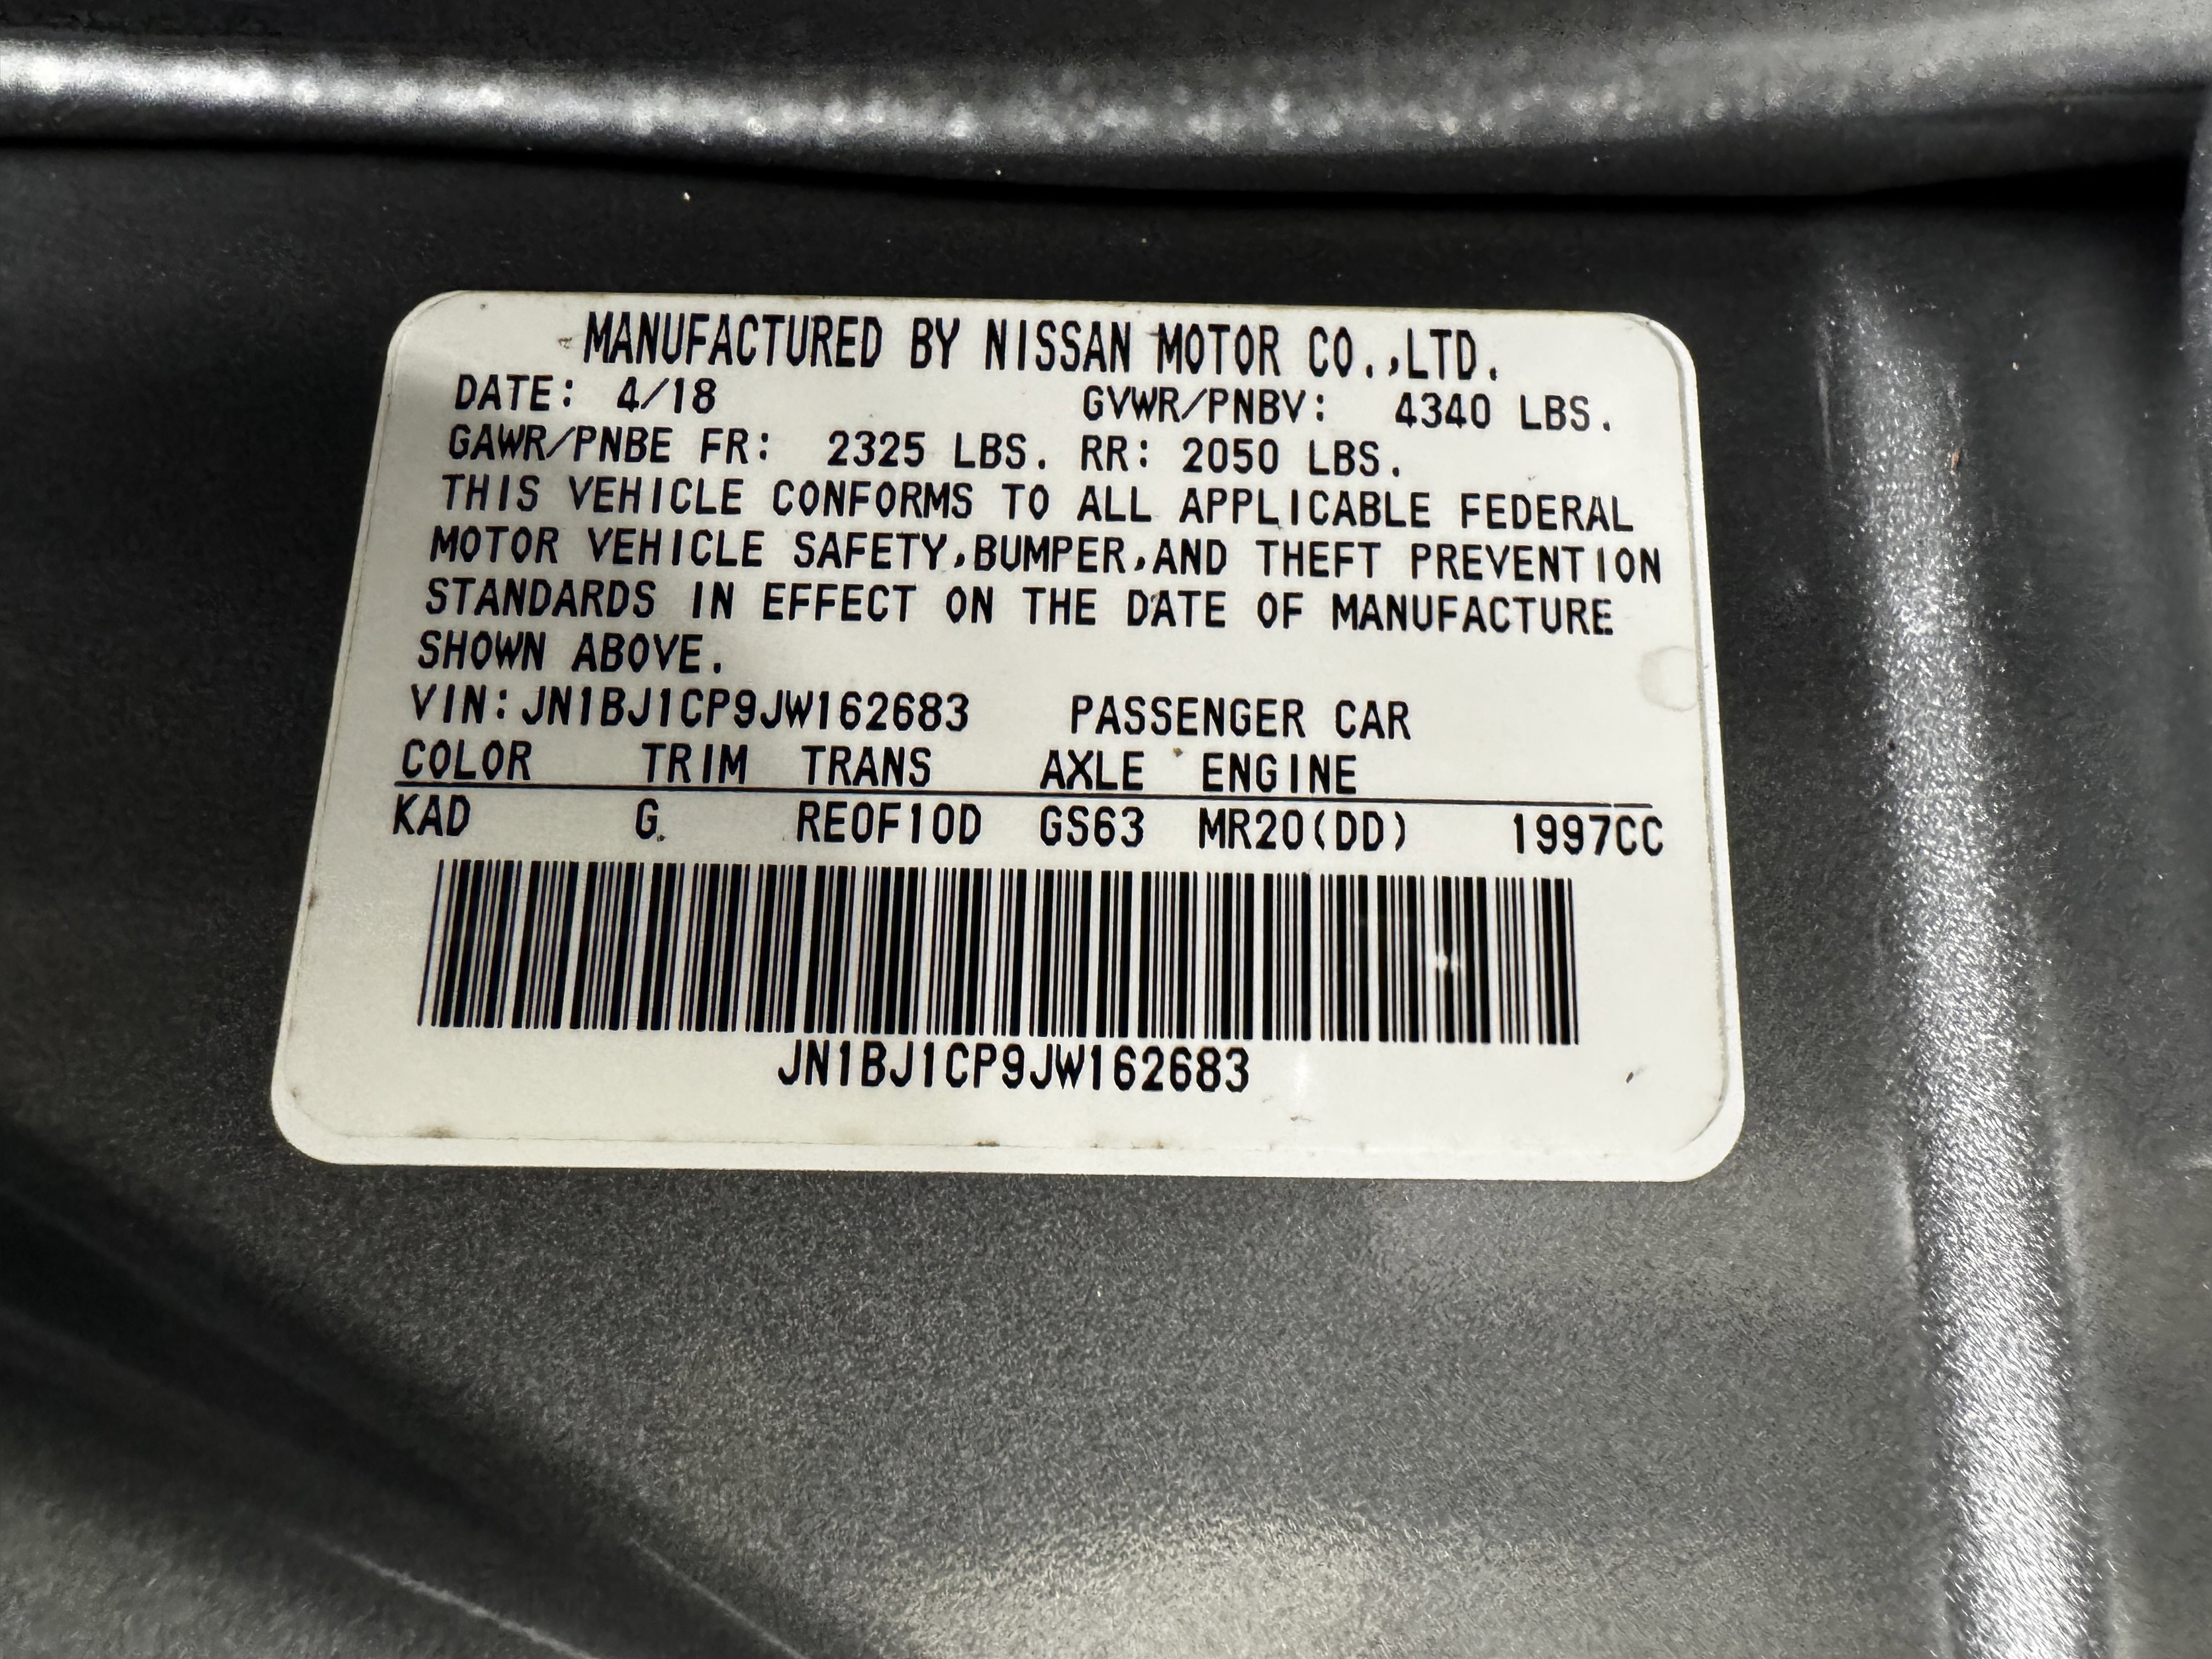 MANUFACTURED BY NISSAN MOTOR CO.,LTD.
DATE: 4/18 GVWR/PNBV: 4340 LBS.
GAWR/PNBE FR: 2325 LBS. RR: 2050 LBS.
THIS VEHICLE CONFORMS TO ALL APPLICABLE FEDERAL
MOTOR VEHICLE SAFETY,BUMPER,AND THEFT PREVENTION
STANDARDS IN EFFECT ON THE DATE OF MANUFACTURE
SHOWN ABOVE.
VIN:JN1BJ1CP9JW162683 PASSENGER CAR
COLOR TRIM TRANS AXLE ENGINE
KAD G RE0F10D GS63 MR20(DD) 1997CC
JN1BJ1CP9JW162683